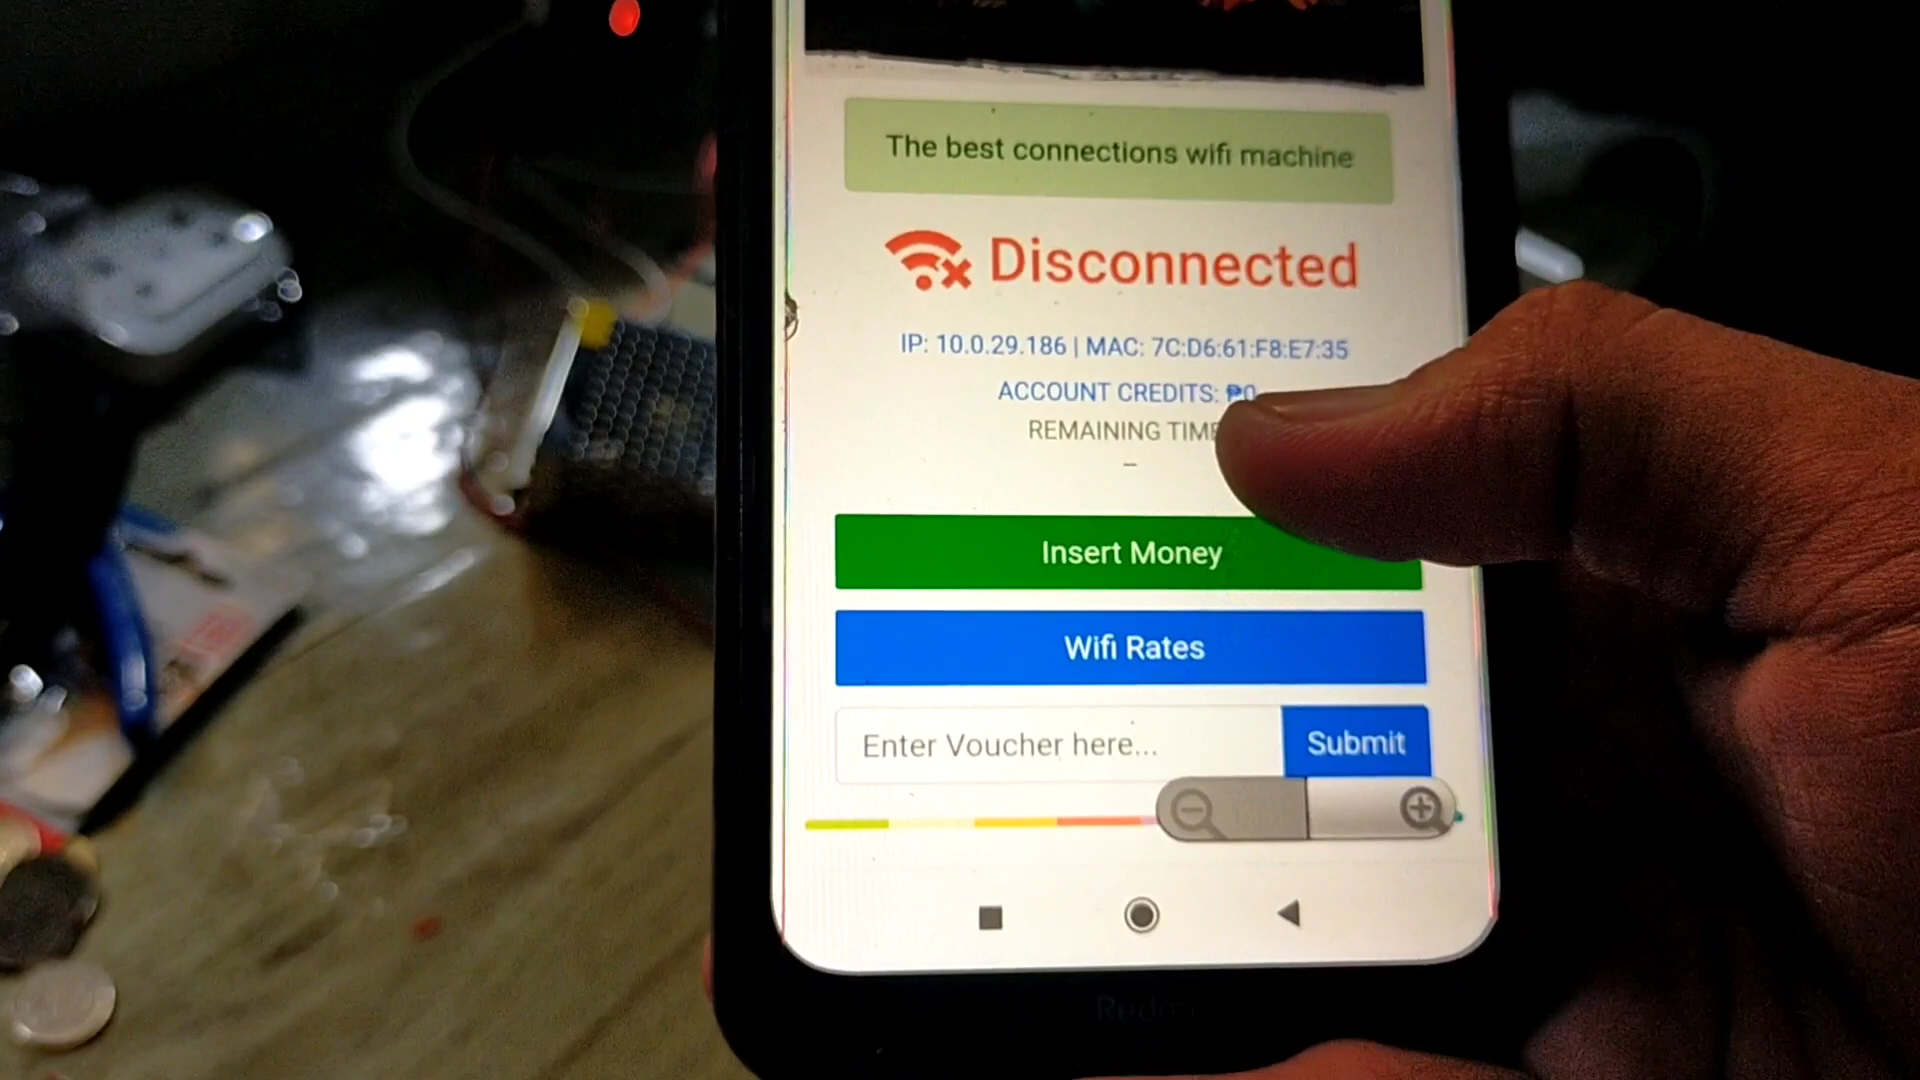 The best connections wifi machine
Disconnected
IP: 10.0.29.186 | MAC: 7C:D6:61:F8:E7:35
ACCOUNT CREDITS: ₱0
REMAINING TIME
–
Insert Money
Wifi Rates
Enter Voucher here...
Submit